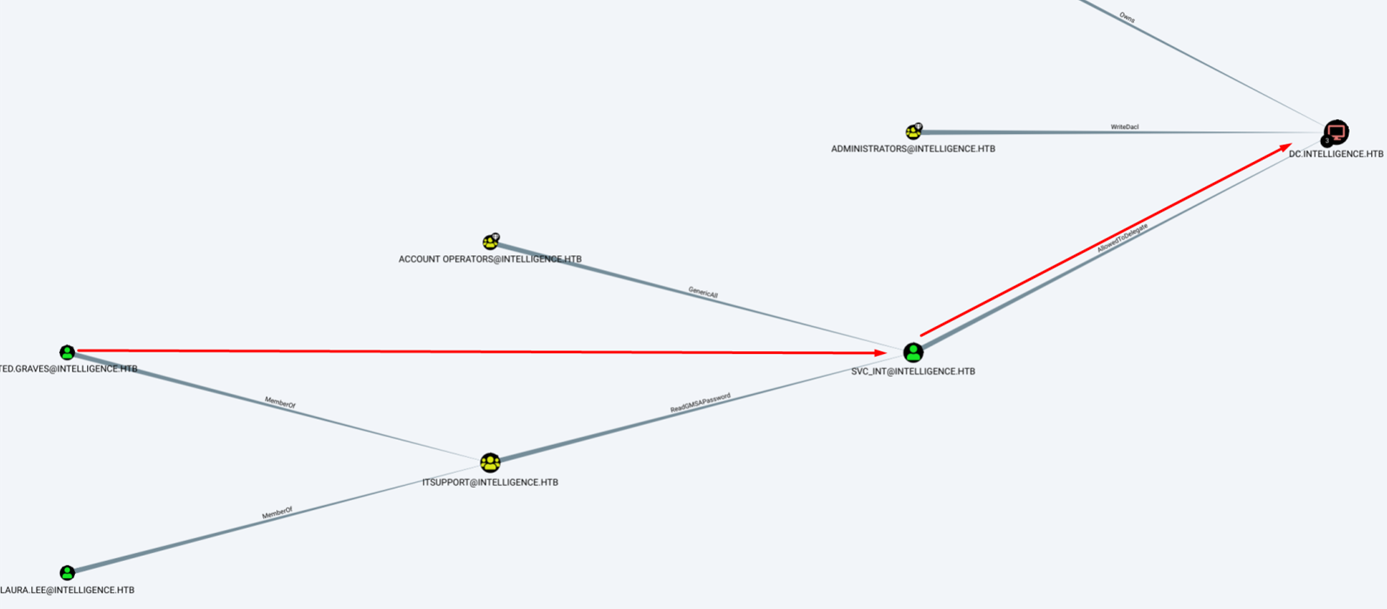 Owns
WriteDacl
ADMINISTRATORS@INTELLIGENCE.HTB
3
DC.INTELLIGENCE.HTB
AllowedToDelegate
ACCOUNT OPERATORS@INTELLIGENCE.HTB
GenericAll
TED.GRAVES@INTELLIGENCE.HTB
SVC_INT@INTELLIGENCE.HTB
MemberOf
ReadGMSAPassword
ITSUPPORT@INTELLIGENCE.HTB
MemberOf
LAURA.LEE@INTELLIGENCE.HTB